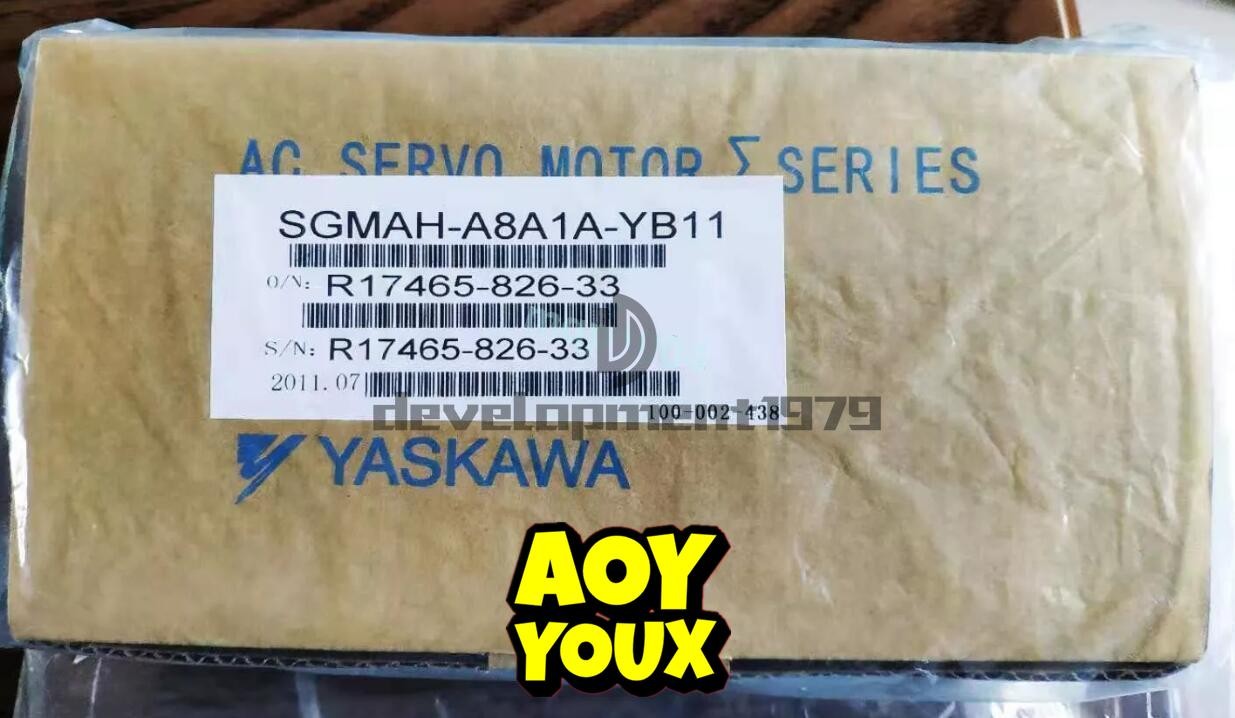 AC SERVO MOTOR Σ SERIES
SGMAH-A8A1A-YB11
O/N: R17465-826-33
S/N: R17465-826-33
2011.07
100-002-438
development1979
YASKAWA
AOY
YOUX